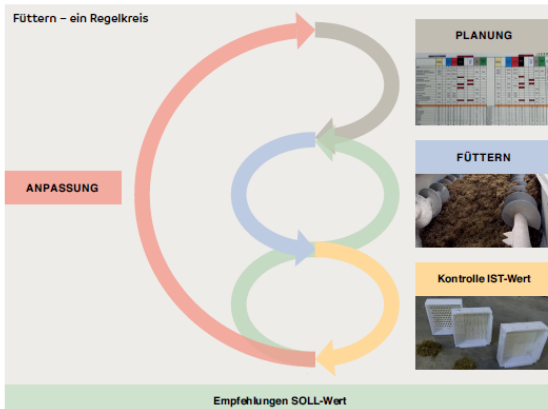 Füttern – ein Regelkreis
PLANUNG
ANPASSUNG
FÜTTERN
Kontrolle IST-Wert
Empfehlungen SOLL-Wert